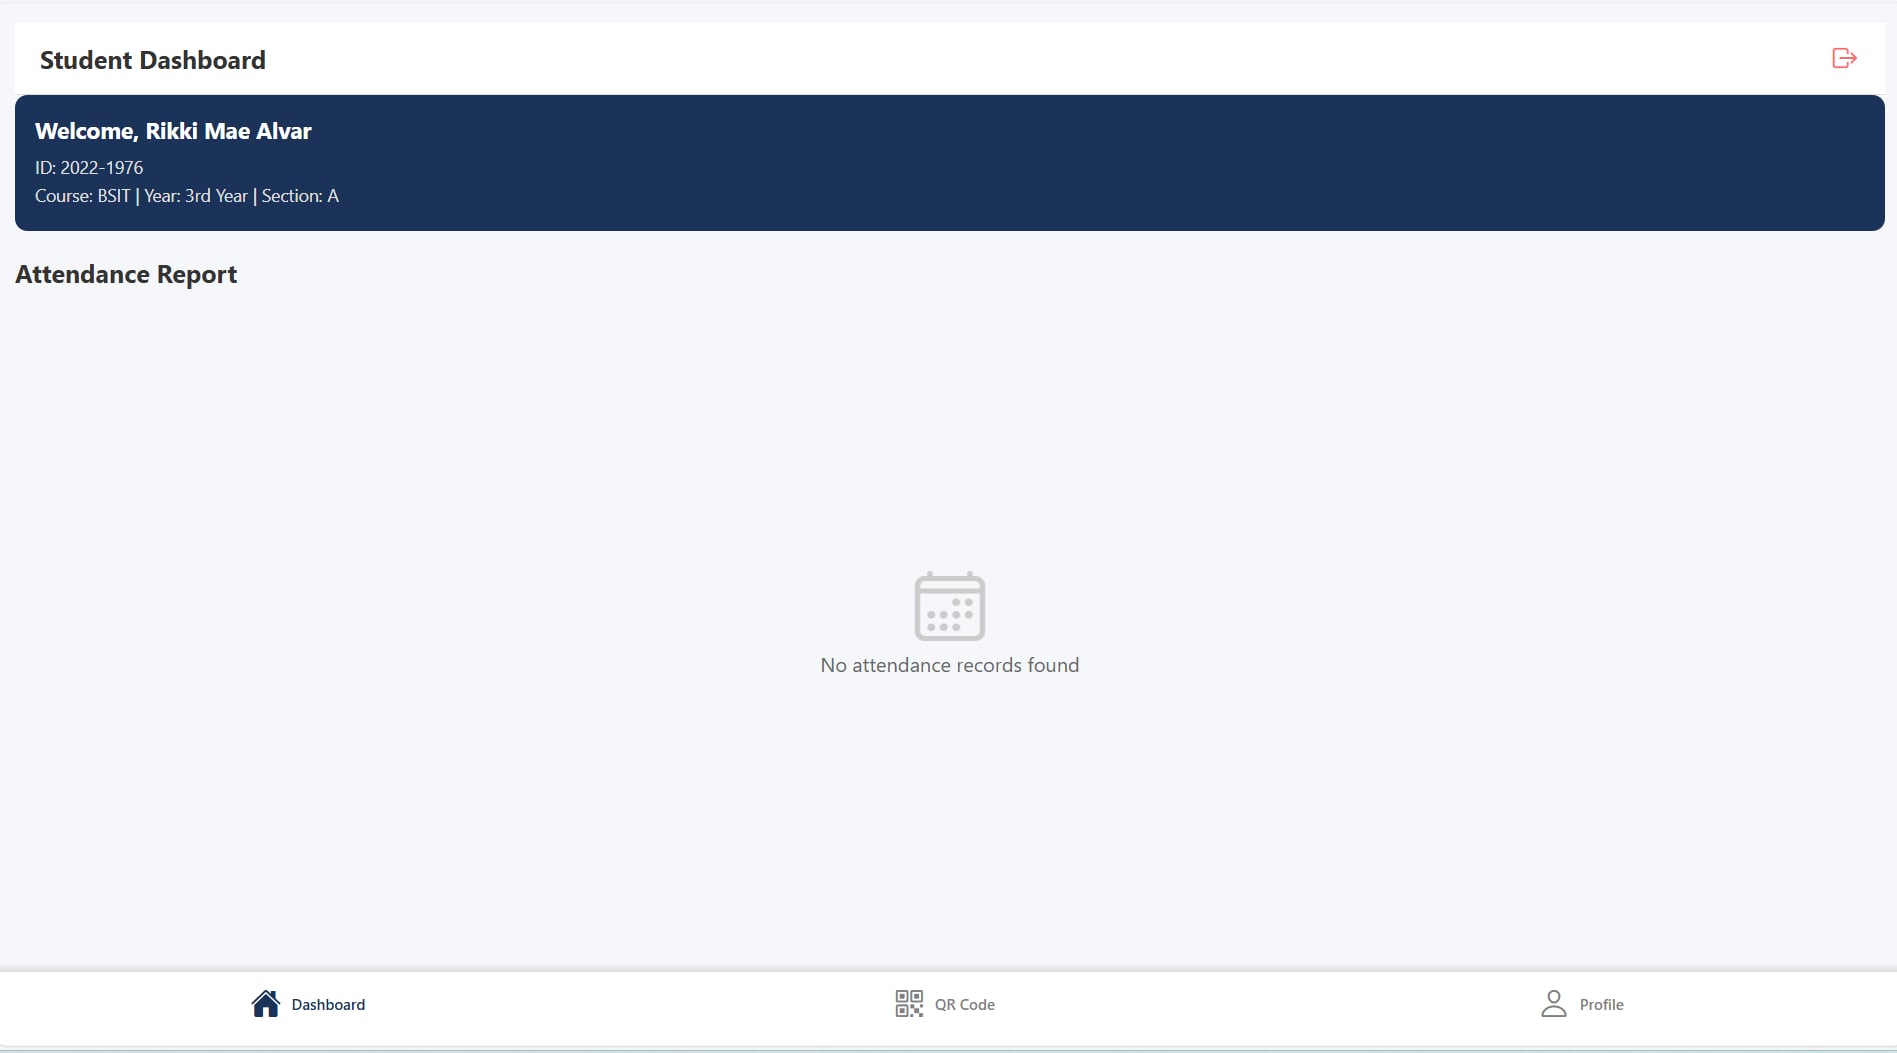 Student Dashboard
Welcome, Rikki Mae Alvar
ID: 2022-1976
Course: BSIT | Year: 3rd Year | Section: A
Attendance Report
No attendance records found
Dashboard
QR Code
Profile